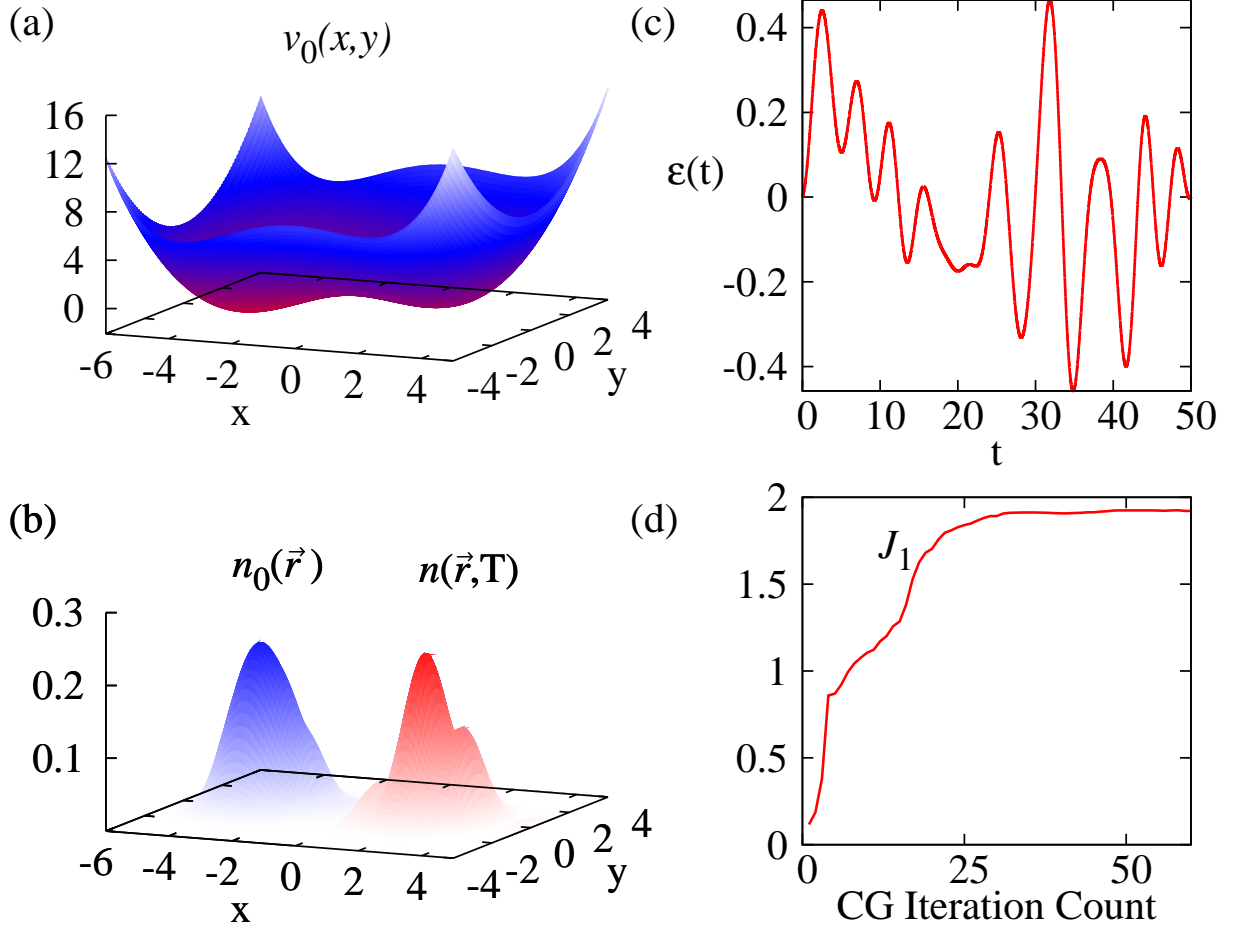 (a)
v₀(x,y)
16
12
8
4
0
-6 -4 -2 0 2 4
x
-4 -2 0 2 4
y
(c)
0.4
0.2
0
-0.2
-0.4
ε(t)
0 10 20 30 40 50
t
(b)
n₀(r⃗)
n(r⃗,T)
0.3
0.2
0.1
-6 -4 -2 0 2 4
x
-4 -2 0 2 4
y
(d)
J₁
2
1.5
1
0.5
0
0 25 50
CG Iteration Count